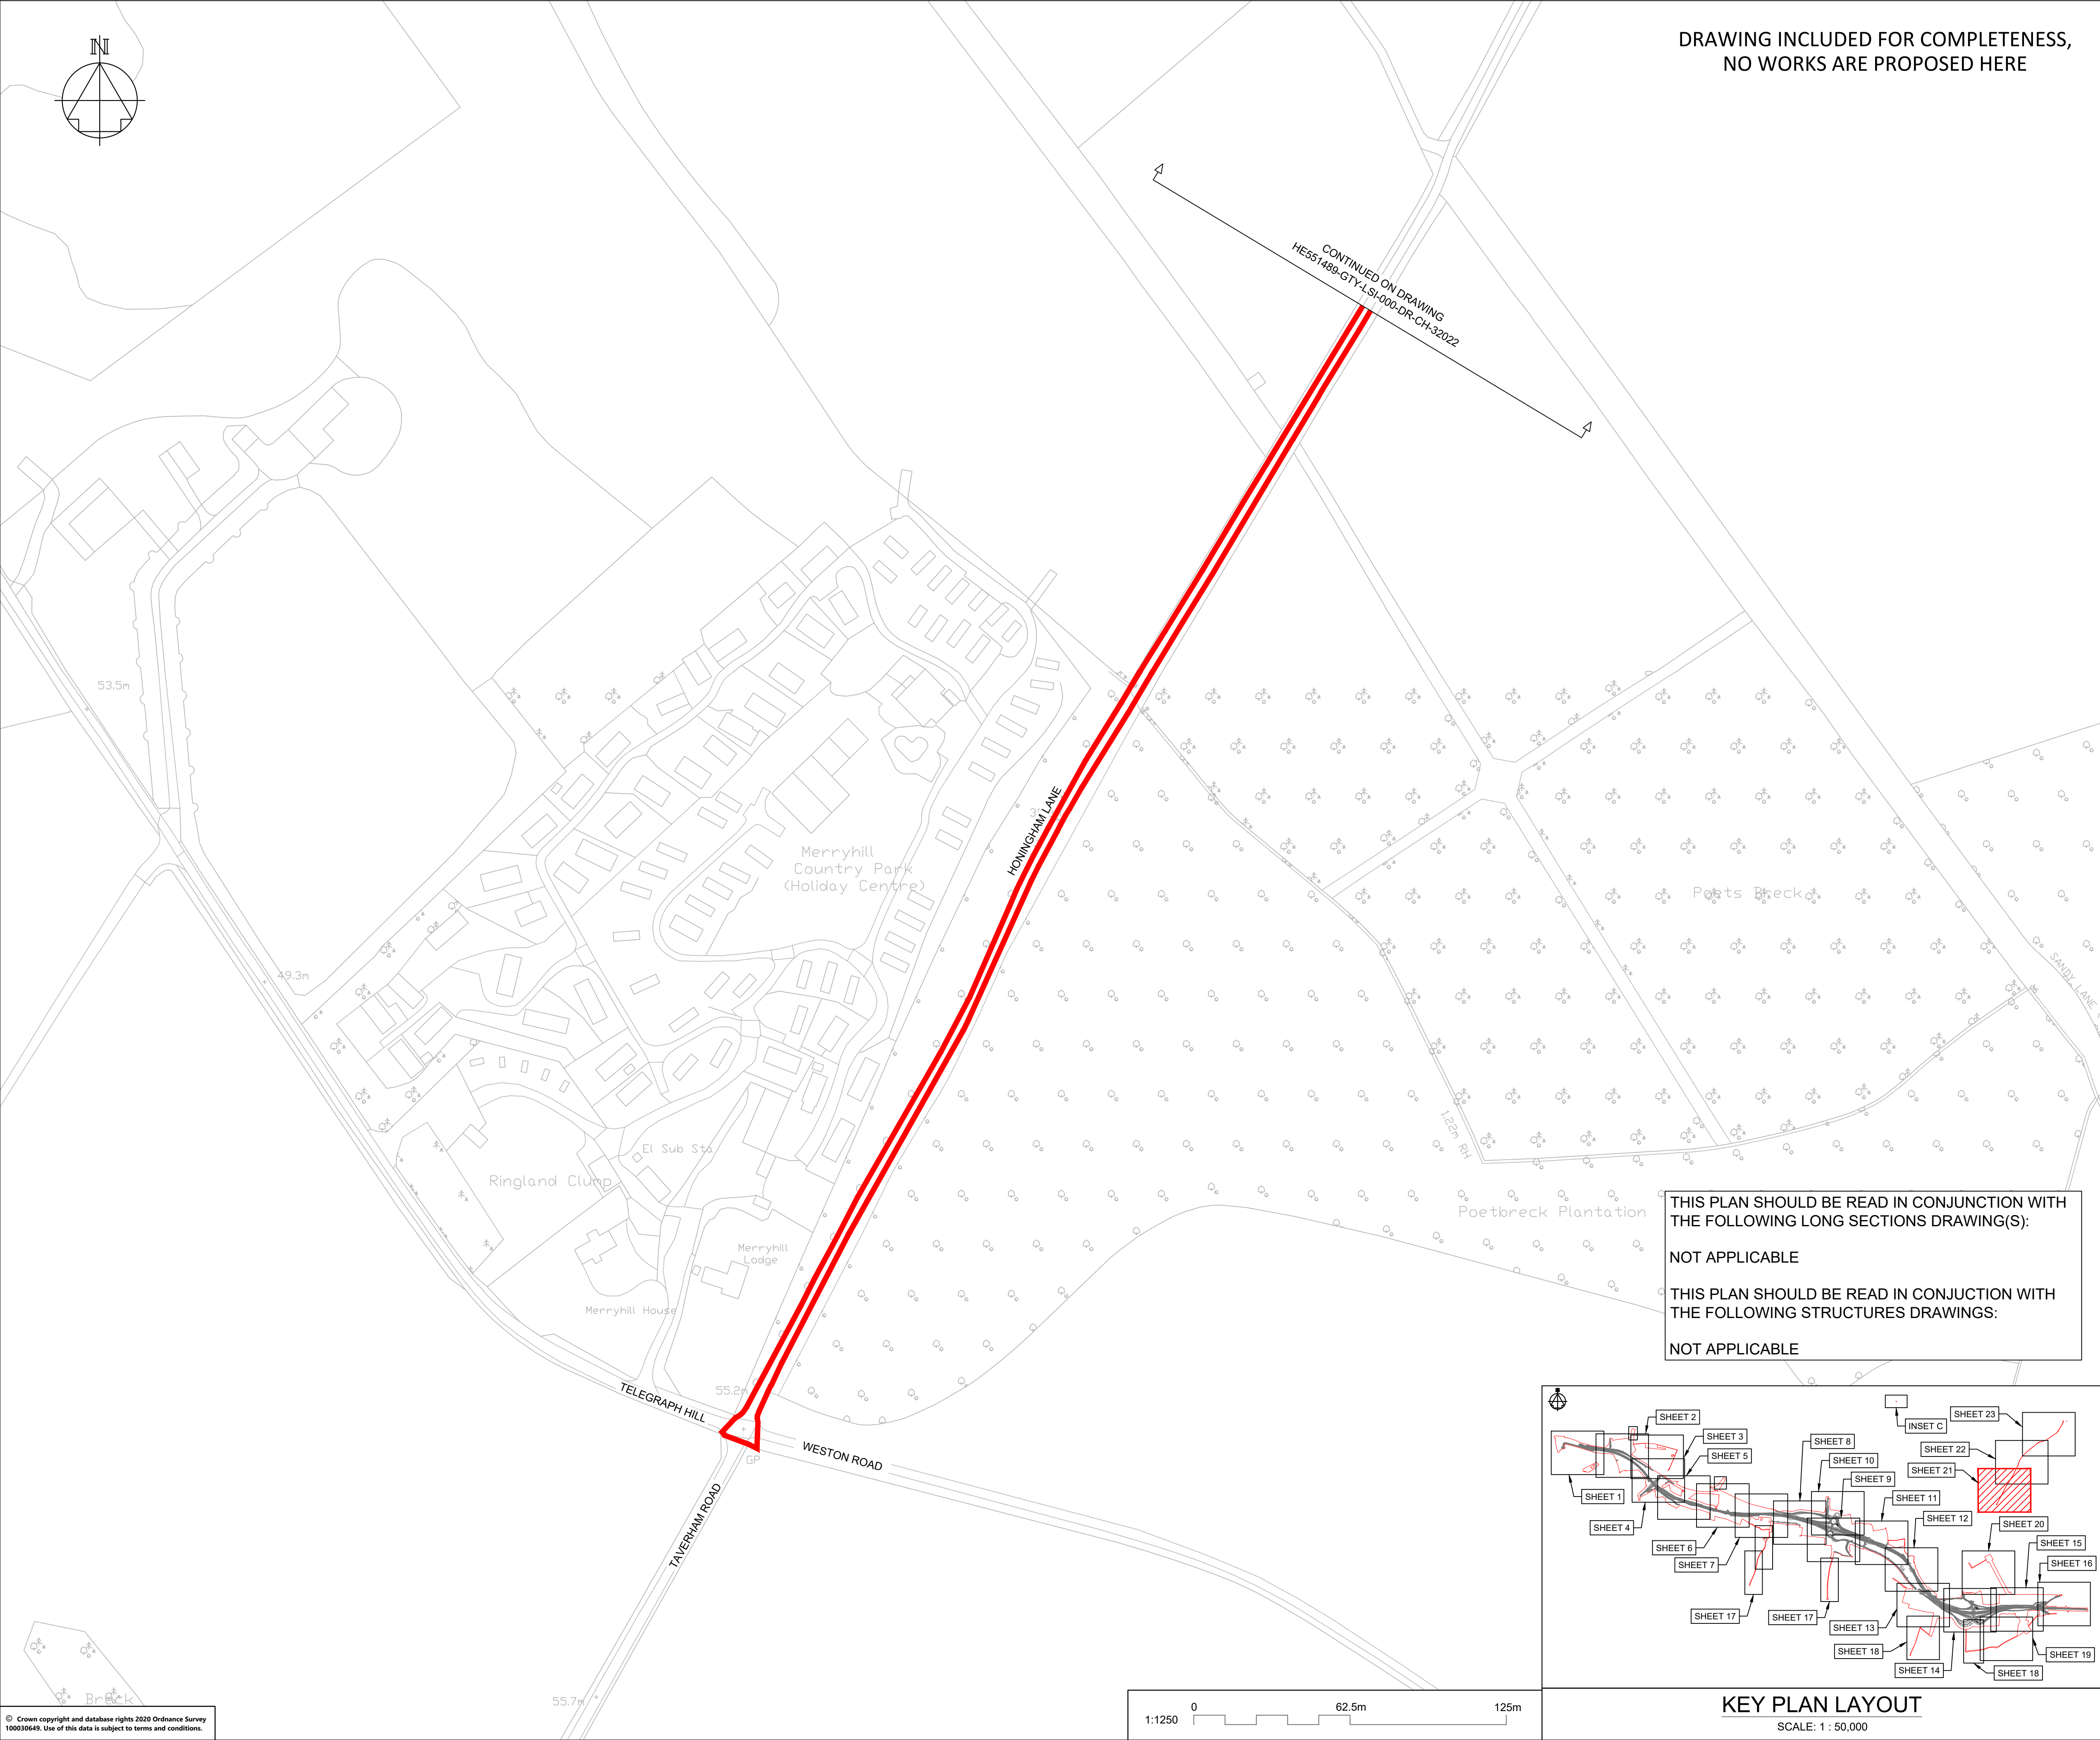 DRAWING INCLUDED FOR COMPLETENESS,
NO WORKS ARE PROPOSED HERE
N
CONTINUED ON DRAWING
HE551489-GTY-LSI-000-DR-CH-32022
53.5m
HONINGHAM LANE
Merryhill
Country Park
(Holiday Centre)
Poets Breck
49.3m
SANDY LANE
1.22m RH
El Sub Sta
Ringland Clump
Poetbreck Plantation
Merryhill
Lodge
Merryhill House
55.2m
TELEGRAPH HILL
WESTON ROAD
GP
TAVERHAM ROAD
55.7m
Breck
THIS PLAN SHOULD BE READ IN CONJUNCTION WITH
THE FOLLOWING LONG SECTIONS DRAWING(S):
NOT APPLICABLE
THIS PLAN SHOULD BE READ IN CONJUCTION WITH
THE FOLLOWING STRUCTURES DRAWINGS:
NOT APPLICABLE
INSET C
SHEET 23
SHEET 2
SHEET 3
SHEET 8
SHEET 22
SHEET 5
SHEET 10
SHEET 21
SHEET 9
SHEET 1
SHEET 11
SHEET 4
SHEET 12
SHEET 20
SHEET 6
SHEET 15
SHEET 7
SHEET 16
SHEET 17
SHEET 17
SHEET 13
SHEET 18
SHEET 19
SHEET 14
SHEET 18
KEY PLAN LAYOUT
SCALE: 1 : 50,000
1:1250
0
62.5m
125m
© Crown copyright and database rights 2020 Ordnance Survey
100030649. Use of this data is subject to terms and conditions.